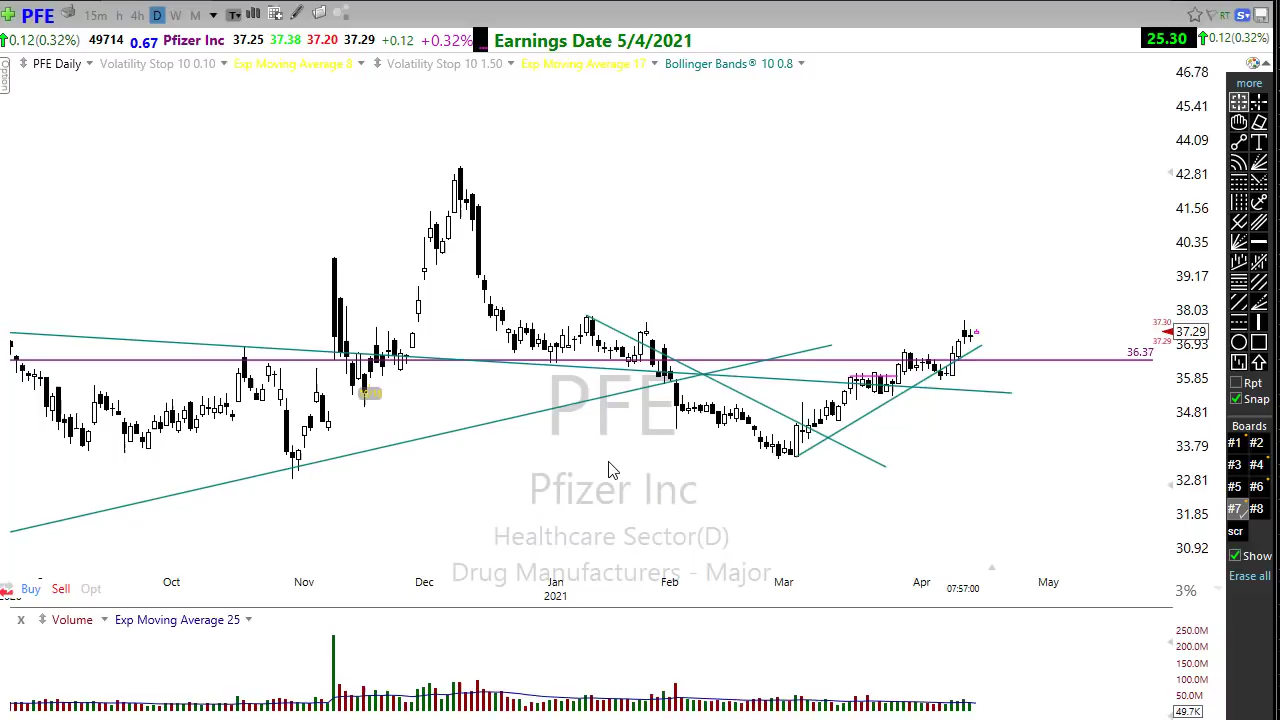 PFE 15m h 4h D W M T RT S
0.12(0.32%) 49714 0.67 Pfizer Inc 37.25 37.38 37.20 37.29 +0.12 +0.32% Earnings Date 5/4/2021 25.30 0.12(0.32%)
Option
PFE Daily Volatility Stop 10 0.10 Exp Moving Average 8 Volatility Stop 10 1.50 Exp Moving Average 17 Bollinger Bands® 10 0.8
46.78
more
45.41
44.09
42.81
41.56
40.35
39.17
38.03
37.30
37.29
37.29
36.93
36.37
35.85
Rpt
Snap
34.81
Boards
33.79
#1 #2
#3 #4
32.81
#5 #6
31.85
#7 #8
scr
30.92
Show
Erase all
PFE
Pfizer Inc
Healthcare Sector(D)
Drug Manufacturers - Major
Oct Nov Dec Jan Feb Mar Apr May
2021
07:57:00
3%
Buy Sell Opt
X Volume Exp Moving Average 25
250.0M
200.0M
150.0M
100.0M
50.0M
49.7K